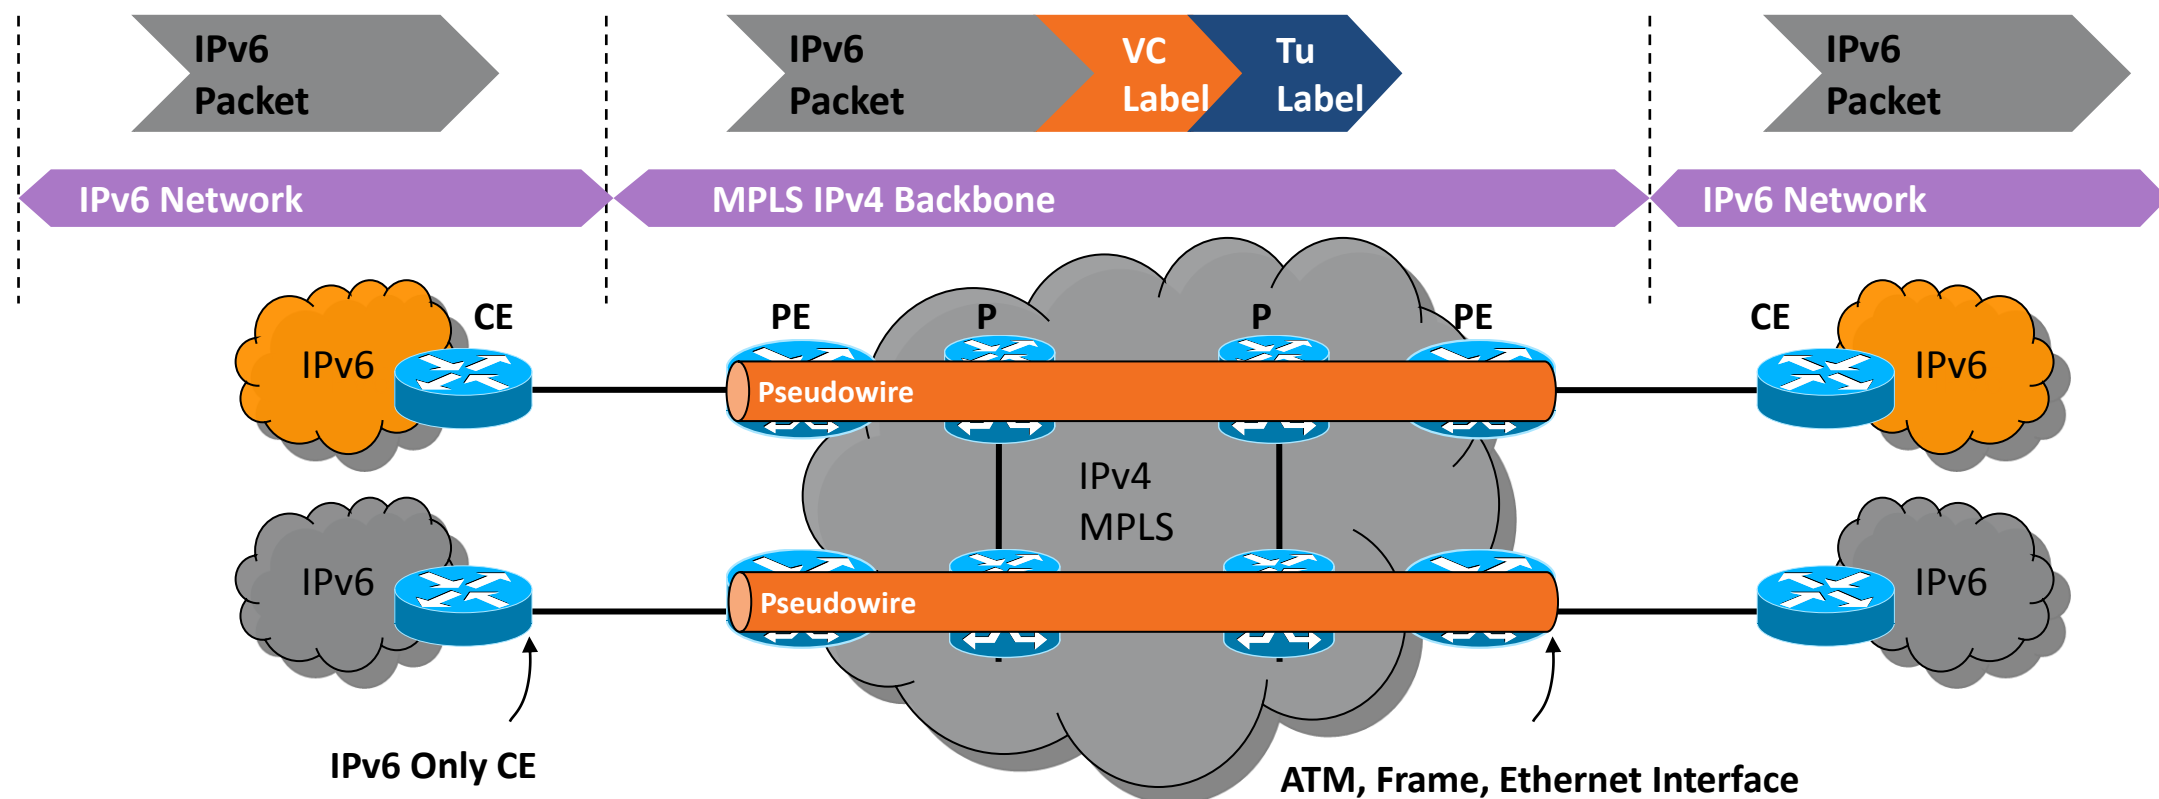 IPv6
Packet
IPv6
Packet
VC
Label
Tu
Label
IPv6
Packet
IPv6 Network
MPLS IPv4 Backbone
IPv6 Network
CE
PE
P
P
PE
CE
IPv6
Pseudowire
IPv6
IPv4
MPLS
IPv6
Pseudowire
IPv6
IPv6 Only CE
ATM, Frame, Ethernet Interface